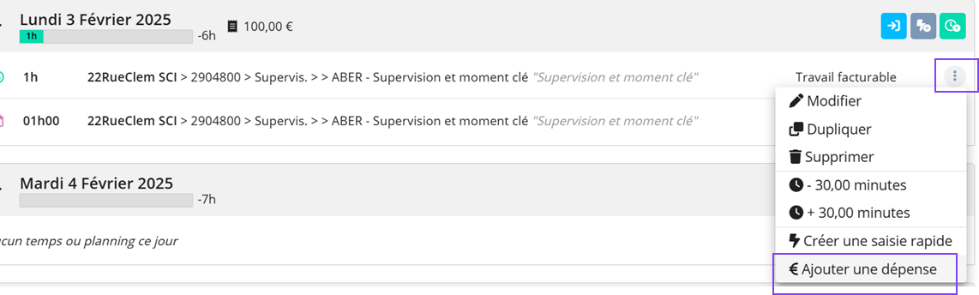 Lundi 3 Février 2025
1h
-6h
100,00 €
1h 22RueClem SCI > 2904800 > Supervis. > > ABER - Supervision et moment clé "Supervision et moment clé" Travail facturable
Modifier
01h00 22RueClem SCI > 2904800 > Supervis. > > ABER - Supervision et moment clé "Supervision et moment clé"
Dupliquer
Supprimer
Mardi 4 Février 2025
-7h
- 30,00 minutes
+ 30,00 minutes
temps ou planning ce jour
Créer une saisie rapide
€ Ajouter une dépense